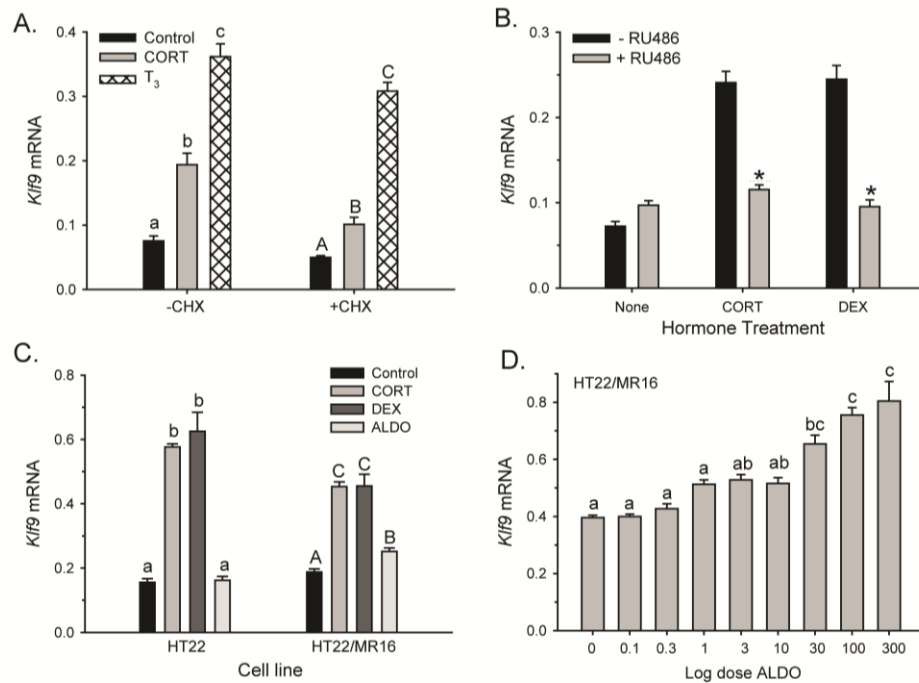 A.
Control
CORT
T3
Klf9 mRNA
0.4
0.3
0.2
0.1
0.0
a
b
c
A
B
C
-CHX
+CHX
B.
- RU486
+ RU486
Klf9 mRNA
0.3
0.2
0.1
0.0
*
*
None
CORT
DEX
Hormone Treatment
C.
Control
CORT
DEX
ALDO
Klf9 mRNA
0.8
0.6
0.4
0.2
0.0
a
b
b
a
A
C
C
B
HT22
HT22/MR16
Cell line
D.
HT22/MR16
Klf9 mRNA
0.8
0.6
0.4
0.2
0.0
a
a
a
a
ab
ab
bc
c
c
0
0.1
0.3
1
3
10
30
100
300
Log dose ALDO